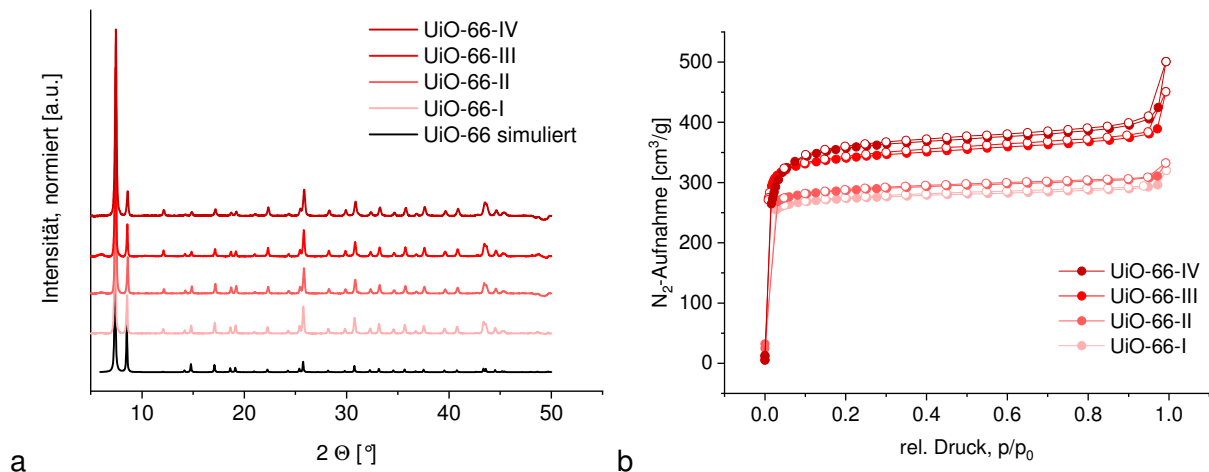 UiO-66-IV
UiO-66-III
UiO-66-II
UiO-66-I
UiO-66 simuliert
Intensität, normiert [a.u.]
10 20 30 40 50
2 Θ [°]
a
500
400
300
200
100
0
N2-Aufnahme [cm³/g]
UiO-66-IV
UiO-66-III
UiO-66-II
UiO-66-I
0.0 0.2 0.4 0.6 0.8 1.0
rel. Druck, p/p0
b